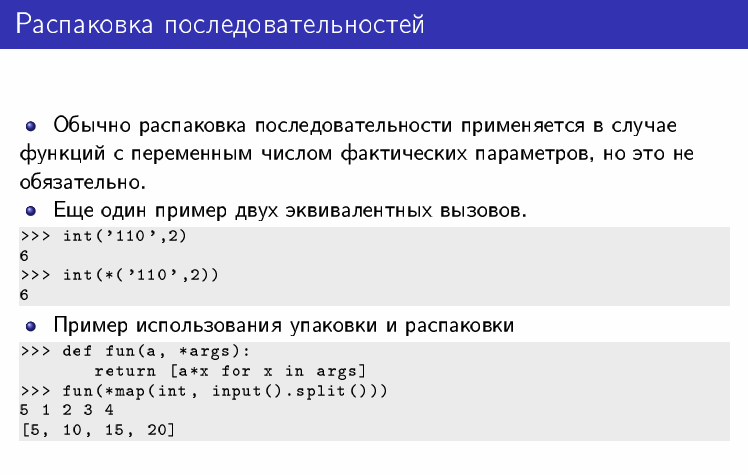 Распаковка последовательностей
Обычно распаковка последовательности применяется в случае
функций с переменным числом фактических параметров, но это не
обязательно.
Еще один пример двух эквивалентных вызовов.
>>> int('110',2)
6
>>> int(*('110',2))
6
Пример использования упаковки и распаковки
>>> def fun(a, *args):
        return [a*x for x in args]
>>> fun(*map(int, input().split()))
5 1 2 3 4
[5, 10, 15, 20]